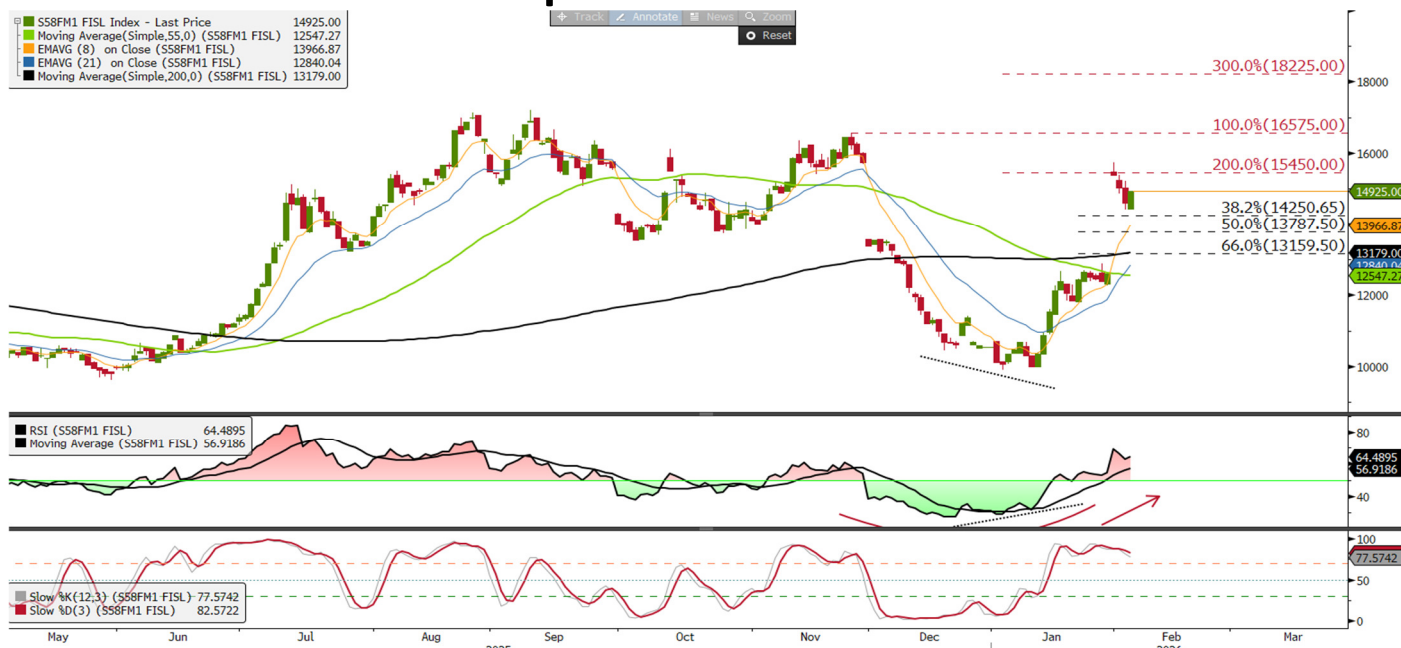 Track Annotate News Zoom
Reset
S58FM1 FISL Index - Last Price 14925.00
Moving Average(Simple,55,0) (S58FM1 FISL) 12547.27
EMAVG (8) on Close (S58FM1 FISL) 13966.87
EMAVG (21) on Close (S58FM1 FISL) 12840.04
Moving Average(Simple,200,0) (S58FM1 FISL) 13179.00
300.0%(18225.00)
18000
100.0%(16575.00)
16000
200.0%(15450.00)
14925.00
38.2%(14250.65)
50.0%(13787.50)
13966.87
66.0%(13159.50)
13179.00
12840.04
12547.27
12000
10000
RSI (S58FM1 FISL) 64.4895
Moving Average (S58FM1 FISL) 56.9186
80
64.4895
56.9186
40
100
77.5742
50
0
Slow %K(12,3) (S58FM1 FISL) 77.5742
Slow %D(3) (S58FM1 FISL) 82.5722
May Jun Jul Aug Sep Oct Nov Dec Jan Feb Mar
2025 2026